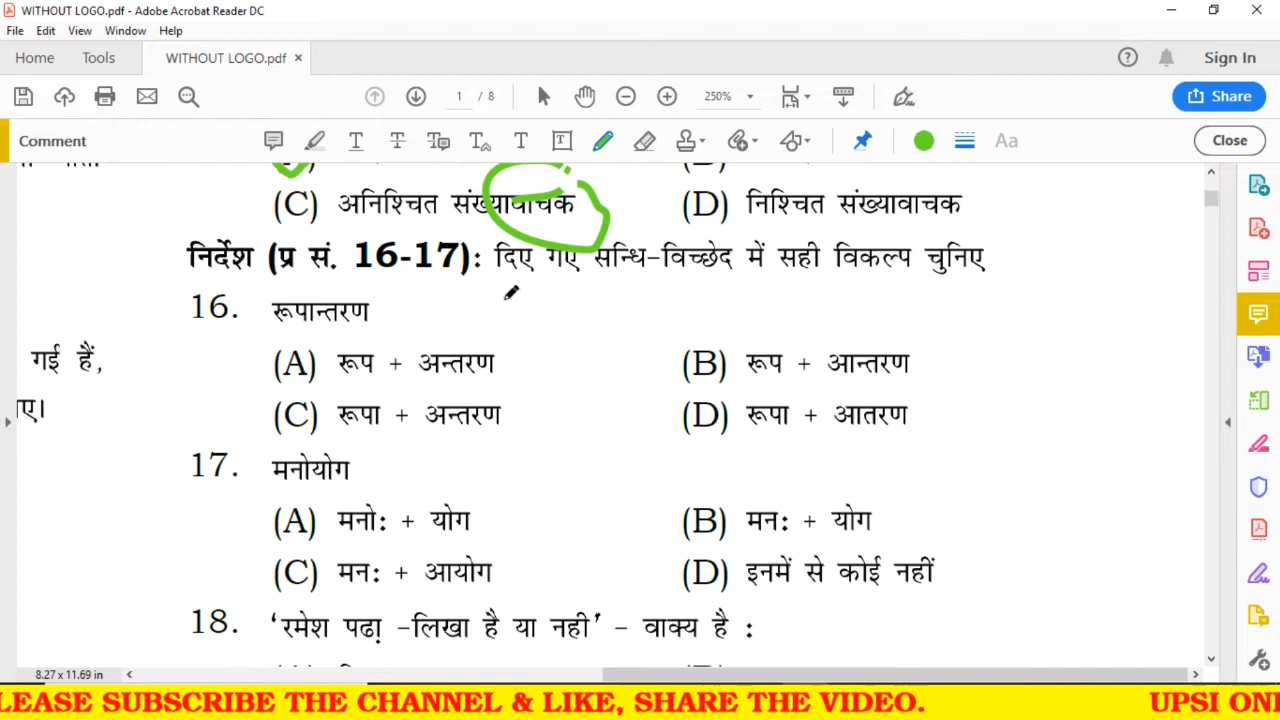 WITHOUT LOGO.pdf - Adobe Acrobat Reader DC
File Edit View Window Help
Home Tools WITHOUT LOGO.pdf × Sign In
1 / 8 250% Share
Comment Aa Close
(C) अनिश्चित संख्यावाचक (D) निश्चित संख्यावाचक
निर्देश (प्र सं. 16-17): दिए गए सन्धि-विच्छेद में सही विकल्प चुनिए
16. रूपान्तरण
गई हैं, (A) रूप + अन्तरण (B) रूप + आन्तरण
(C) रूपा + अन्तरण (D) रूपा + आतरण
17. मनोयोग
(A) मनो: + योग (B) मन: + योग
(C) मन: + आयोग (D) इनमें से कोई नहीं
18. ‘रमेश पढा़ -लिखा है या नही’ - वाक्य है :
8.27 x 11.69 in
LEASE SUBSCRIBE THE CHANNEL & LIKE, SHARE THE VIDEO. UPSI ONI